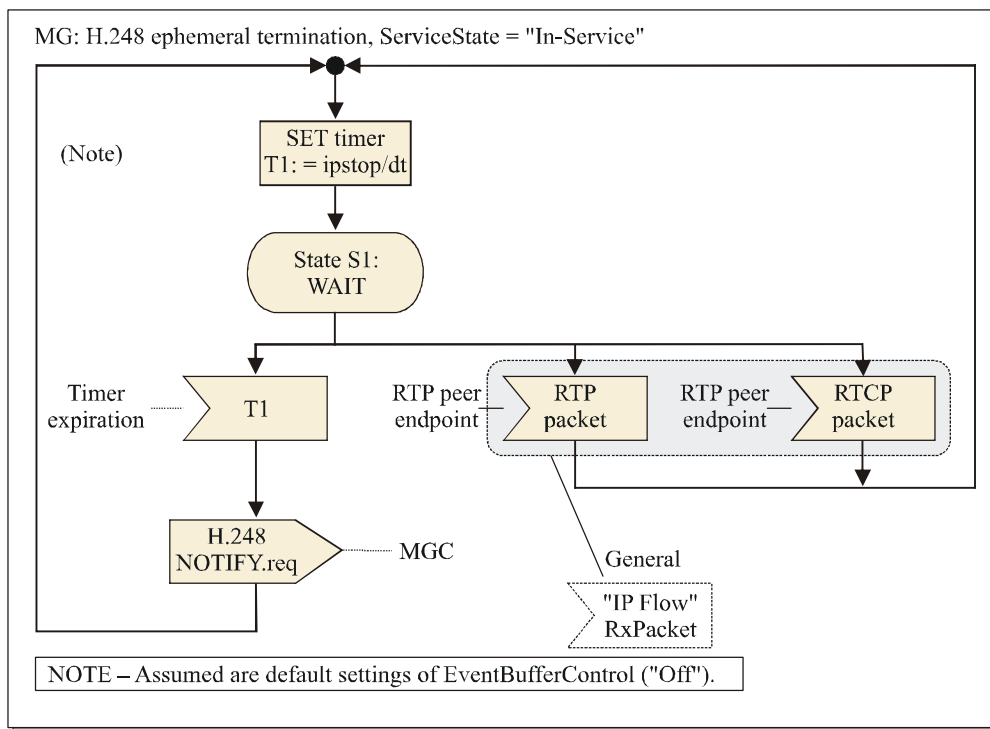 MG: H.248 ephemeral termination, ServiceState = "In-Service"
(Note)
SET timer
T1: = ipstop/dt
State S1:
WAIT
Timer
expiration
T1
RTP peer
endpoint
RTP
packet
RTP peer
endpoint
RTCP
packet
H.248
NOTIFY.req
MGC
General
"IP Flow"
RxPacket
NOTE – Assumed are default settings of EventBufferControl ("Off").